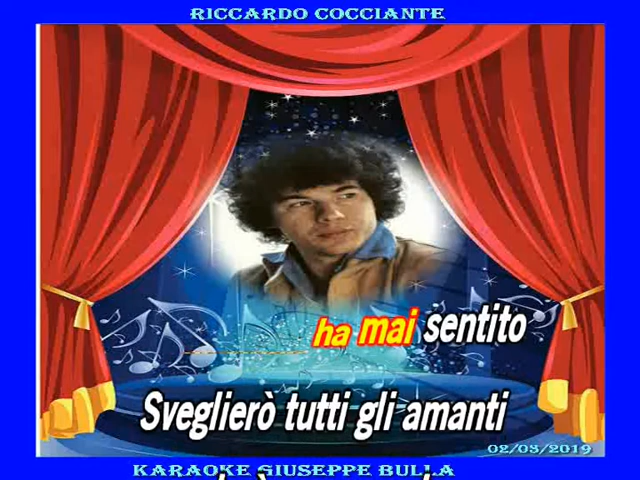 RICCARDO COCCIANTE
ha mai sentito
Sveglierò tutti gli amanti
02/03/2019
KARAOKE GIUSEPPE BULLA